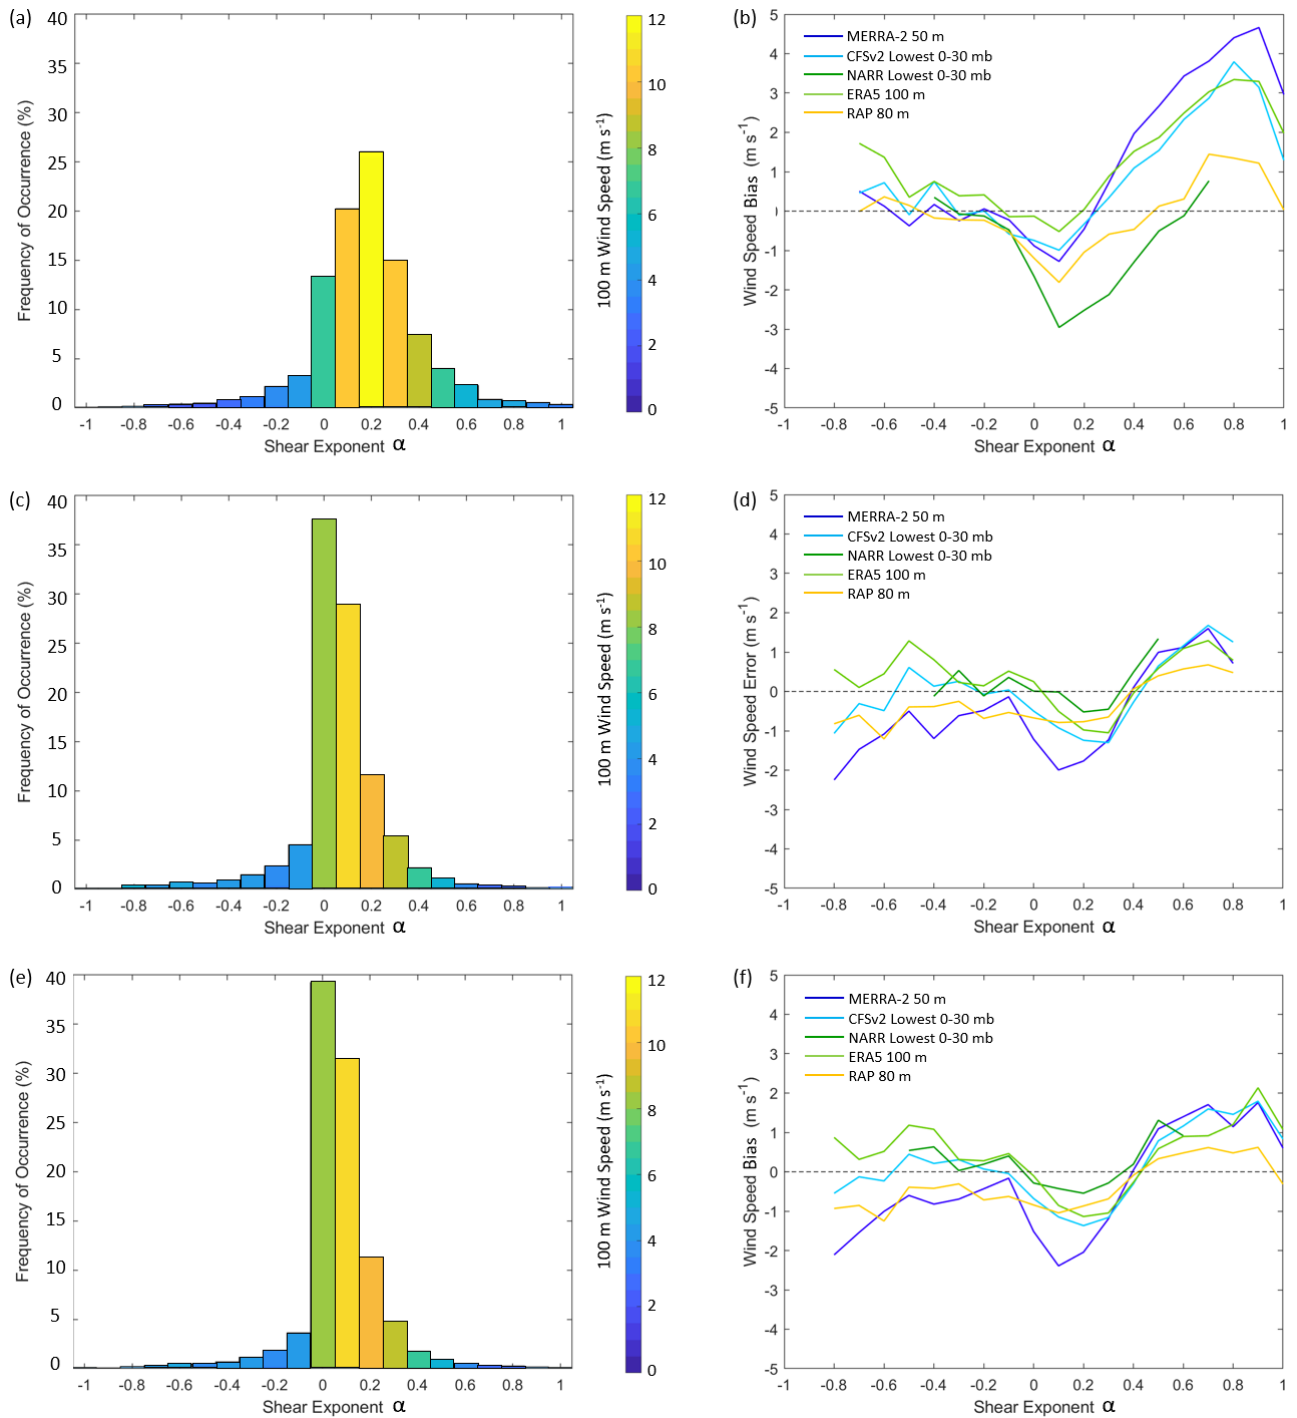 (a)
40
35
30
25
20
15
10
5
0
Frequency of Occurrence (%)
-1 -0.8 -0.6 -0.4 -0.2 0 0.2 0.4 0.6 0.8 1
Shear Exponent α
12
10
8
6
4
2
0
100 m Wind Speed (m s-1)
(b)
5
4
3
2
1
-1
-2
-3
-4
-5
Wind Speed Bias (m s-1)
MERRA-2 50 m
CFSv2 Lowest 0-30 mb
NARR Lowest 0-30 mb
ERA5 100 m
RAP 80 m
-1 -0.8 -0.6 -0.4 -0.2 0 0.2 0.4 0.6 0.8 1
Shear Exponent α
(c)
40
35
30
25
20
15
10
5
0
Frequency of Occurrence (%)
-1 -0.8 -0.6 -0.4 -0.2 0 0.2 0.4 0.6 0.8 1
Shear Exponent α
12
10
8
6
4
2
0
100 m Wind Speed (m s-1)
(d)
5
4
3
2
1
0
-1
-2
-3
-4
-5
Wind Speed Error (m s-1)
MERRA-2 50 m
CFSv2 Lowest 0-30 mb
NARR Lowest 0-30 mb
ERA5 100 m
RAP 80 m
-1 -0.8 -0.6 -0.4 -0.2 0 0.2 0.4 0.6 0.8 1
Shear Exponent α
(e)
40
35
30
25
20
15
10
5
0
Frequency of Occurrence (%)
-1 -0.8 -0.6 -0.4 -0.2 0 0.2 0.4 0.6 0.8 1
Shear Exponent α
12
10
8
6
4
2
0
100 m Wind Speed (m s-1)
(f)
5
4
3
2
1
0
-1
-2
-3
-4
-5
Wind Speed Bias (m s-1)
MERRA-2 50 m
CFSv2 Lowest 0-30 mb
NARR Lowest 0-30 mb
ERA5 100 m
RAP 80 m
-1 -0.8 -0.6 -0.4 -0.2 0 0.2 0.4 0.6 0.8 1
Shear Exponent α